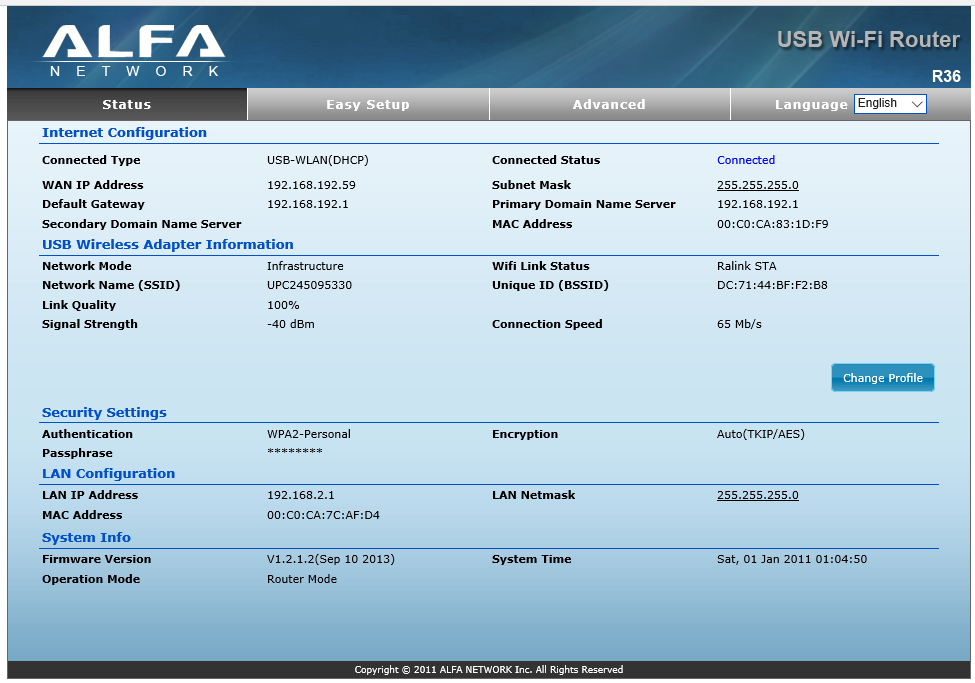 ALFA
NETWORK
USB Wi-Fi Router
R36
Status Easy Setup Advanced Language English
Internet Configuration
Connected Type USB-WLAN(DHCP) Connected Status Connected
WAN IP Address 192.168.192.59 Subnet Mask 255.255.255.0
Default Gateway 192.168.192.1 Primary Domain Name Server 192.168.192.1
Secondary Domain Name Server MAC Address 00:C0:CA:83:1D:F9
USB Wireless Adapter Information
Network Mode Infrastructure Wifi Link Status Ralink STA
Network Name (SSID) UPC245095330 Unique ID (BSSID) DC:71:44:BF:F2:B8
Link Quality 100%
Signal Strength -40 dBm Connection Speed 65 Mb/s
Change Profile
Security Settings
Authentication WPA2-Personal Encryption Auto(TKIP/AES)
Passphrase ********
LAN Configuration
LAN IP Address 192.168.2.1 LAN Netmask 255.255.255.0
MAC Address 00:C0:CA:7C:AF:D4
System Info
Firmware Version V1.2.1.2(Sep 10 2013) System Time Sat, 01 Jan 2011 01:04:50
Operation Mode Router Mode
Copyright © 2011 ALFA NETWORK Inc. All Rights Reserved